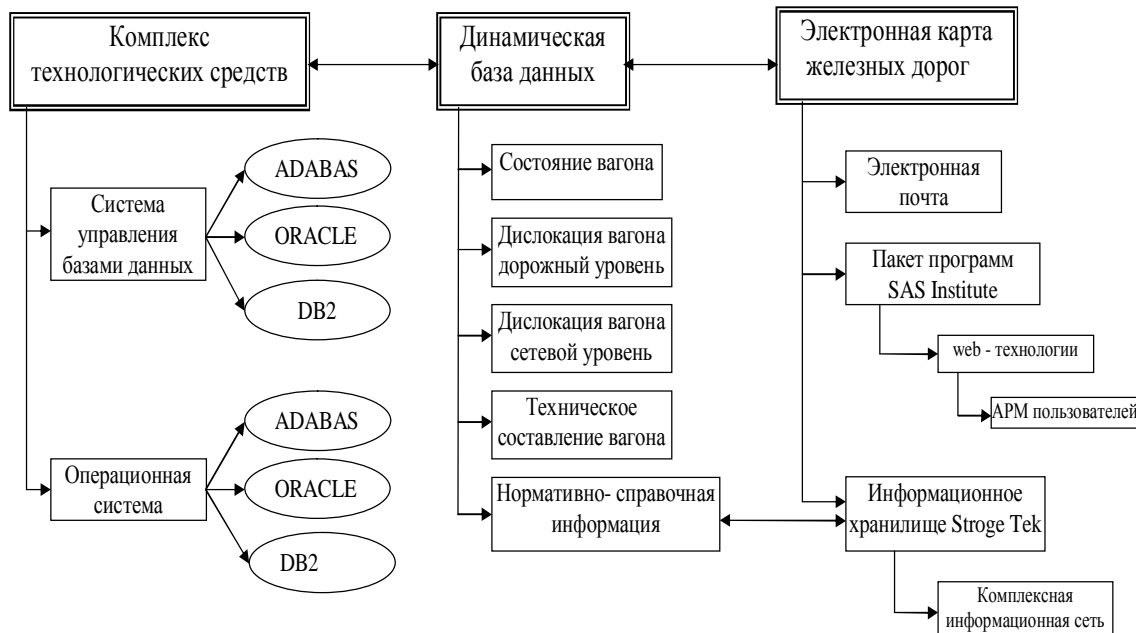 Комплекс
технологических средств
Динамическая
база данных
Электронная карта
железных дорог
Система
управления
базами данных
ADABAS
ORACLE
DB2
Операционная
система
ADABAS
ORACLE
DB2
Состояние вагона
Дислокация вагона
дорожный уровень
Дислокация вагона
сетевой уровень
Техническое
составление вагона
Нормативно- справочная
информация
Электронная
почта
Пакет программ
SAS Institute
web - технологии
АРМ пользователей
Информационное
хранилище Stroge Tek
Комплексная
информационная сеть